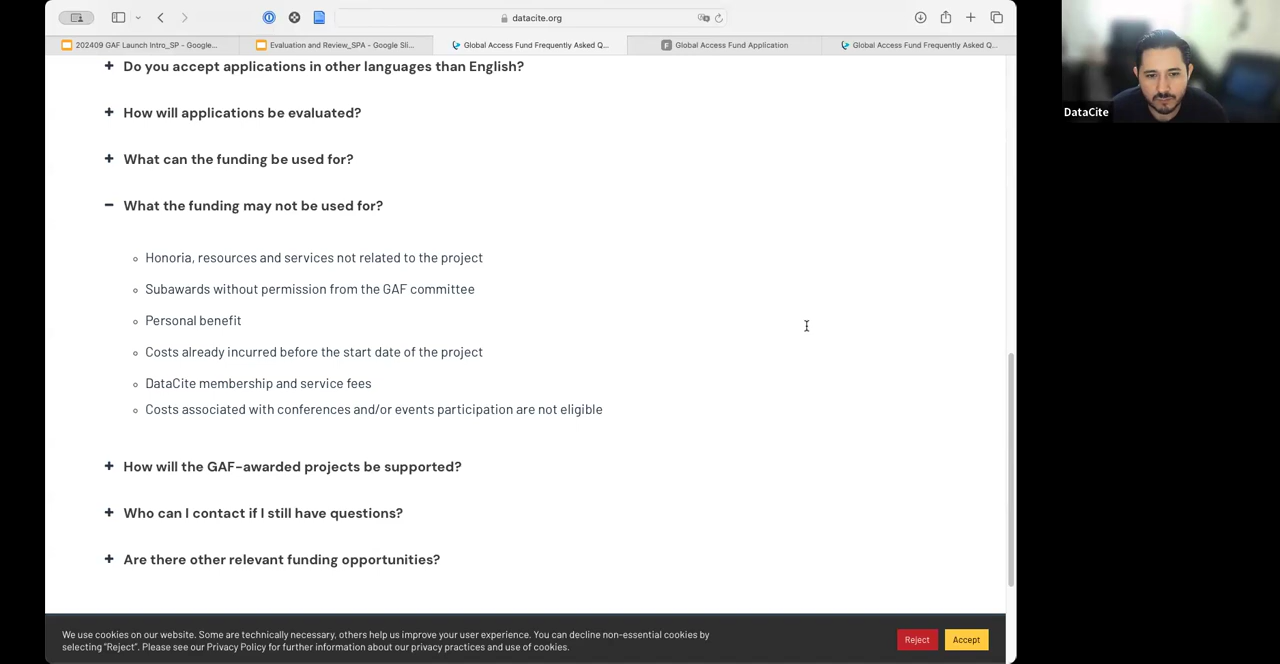 datacite.org
202409 GAF Launch Intro_SP - Google...
Evaluation and Review_SPA - Google Sli...
Global Access Fund Frequently Asked Q...
Global Access Fund Application
Global Access Fund Frequently Asked Q...
+ Do you accept applications in other languages than English?
+ How will applications be evaluated?
+ What can the funding be used for?
− What the funding may not be used for?
Honoria, resources and services not related to the project
Subawards without permission from the GAF committee
Personal benefit
Costs already incurred before the start date of the project
DataCite membership and service fees
Costs associated with conferences and/or events participation are not eligible
+ How will the GAF-awarded projects be supported?
+ Who can I contact if I still have questions?
+ Are there other relevant funding opportunities?
We use cookies on our website. Some are technically necessary, others help us improve your user experience. You can decline non-essential cookies by
selecting "Reject". Please see our Privacy Policy for further information about our privacy practices and use of cookies.
Reject
Accept
DataCite